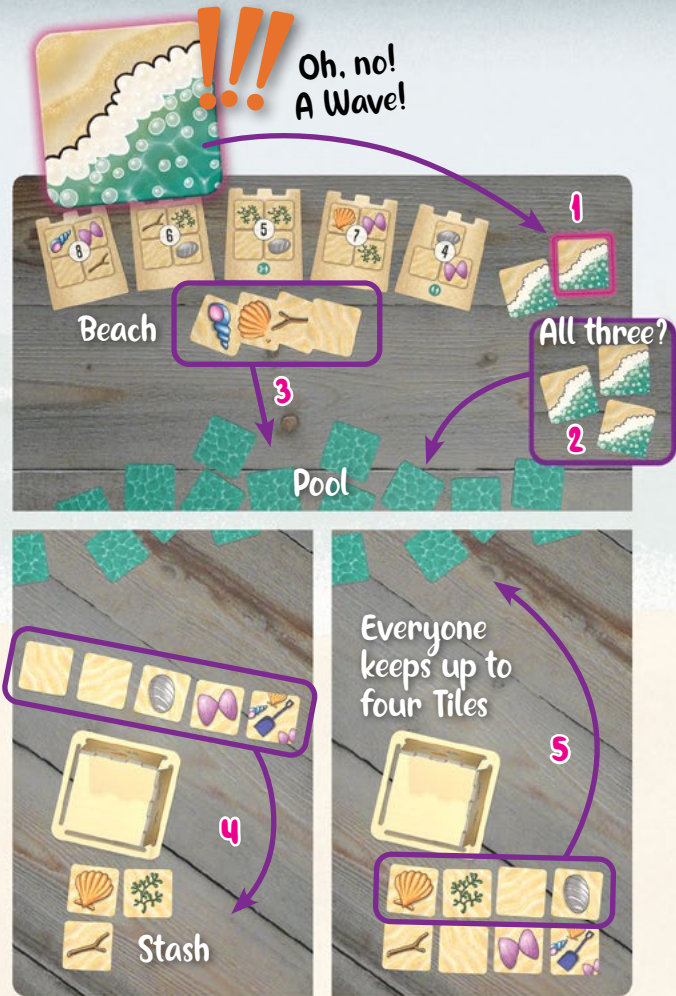 Oh, no!
A Wave!
1
8
6
5
7
4
Beach
All three?
3
2
Pool
Everyone
keeps up to
four Tiles
5
4
Stash